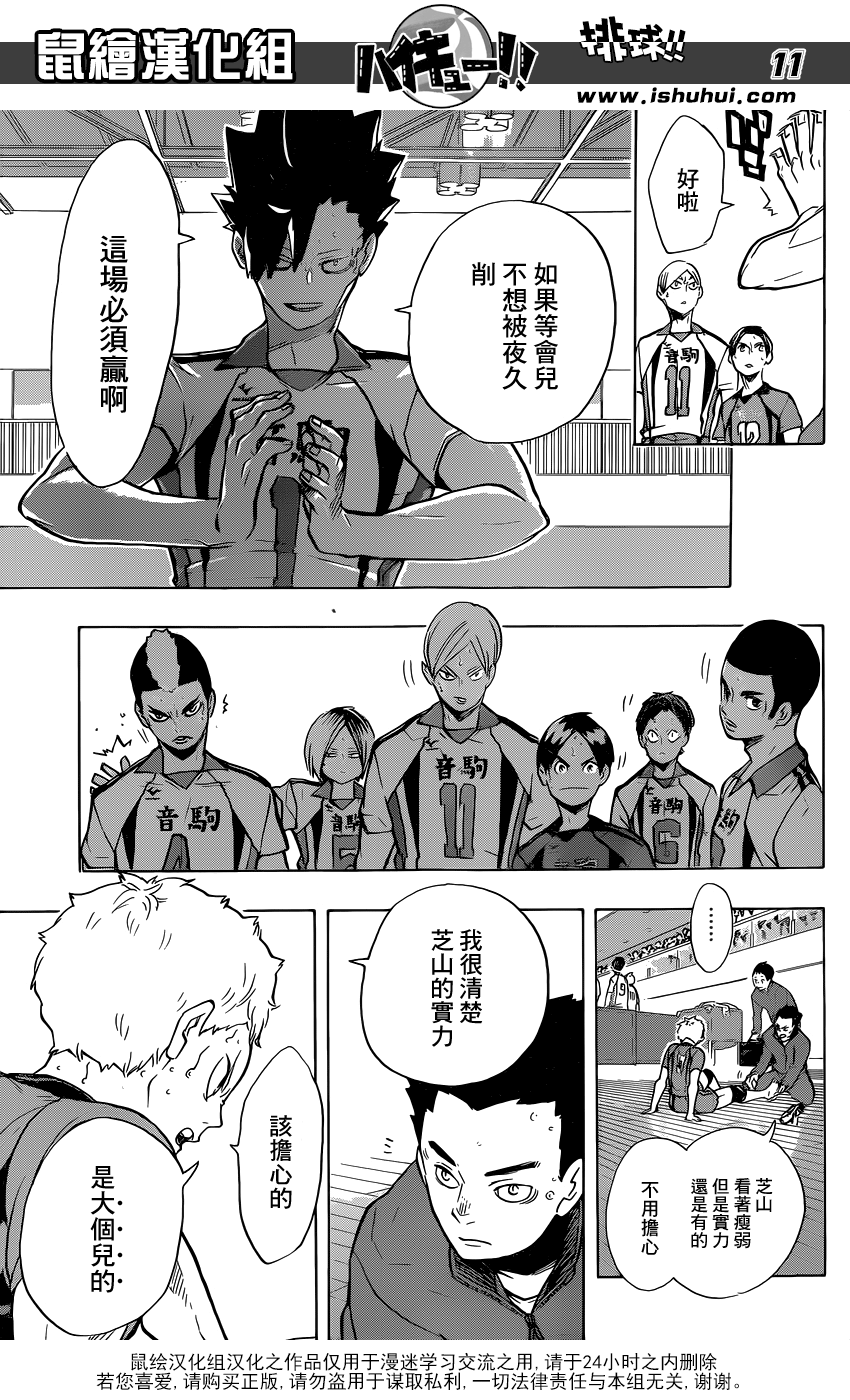 鼠繪漢化組
ハイキュー!!
排球!!
11
www.ishuhui.com
好啦
音駒
11
12
如果等會兒
不想被夜久
削
這場必須贏啊
1
音駒
4
5
音駒
11
音駒
6
……
9
芝山
看著瘦弱
但是實力
還是有的
不用擔心
我很清楚
芝山的實力
該擔心的
是大個兒的
鼠绘汉化组汉化之作品仅用于漫迷学习交流之用, 请于24小时之内删除
若您喜爱, 请购买正版, 请勿盗用于谋取私利, 一切法律责任与本组无关, 谢谢。